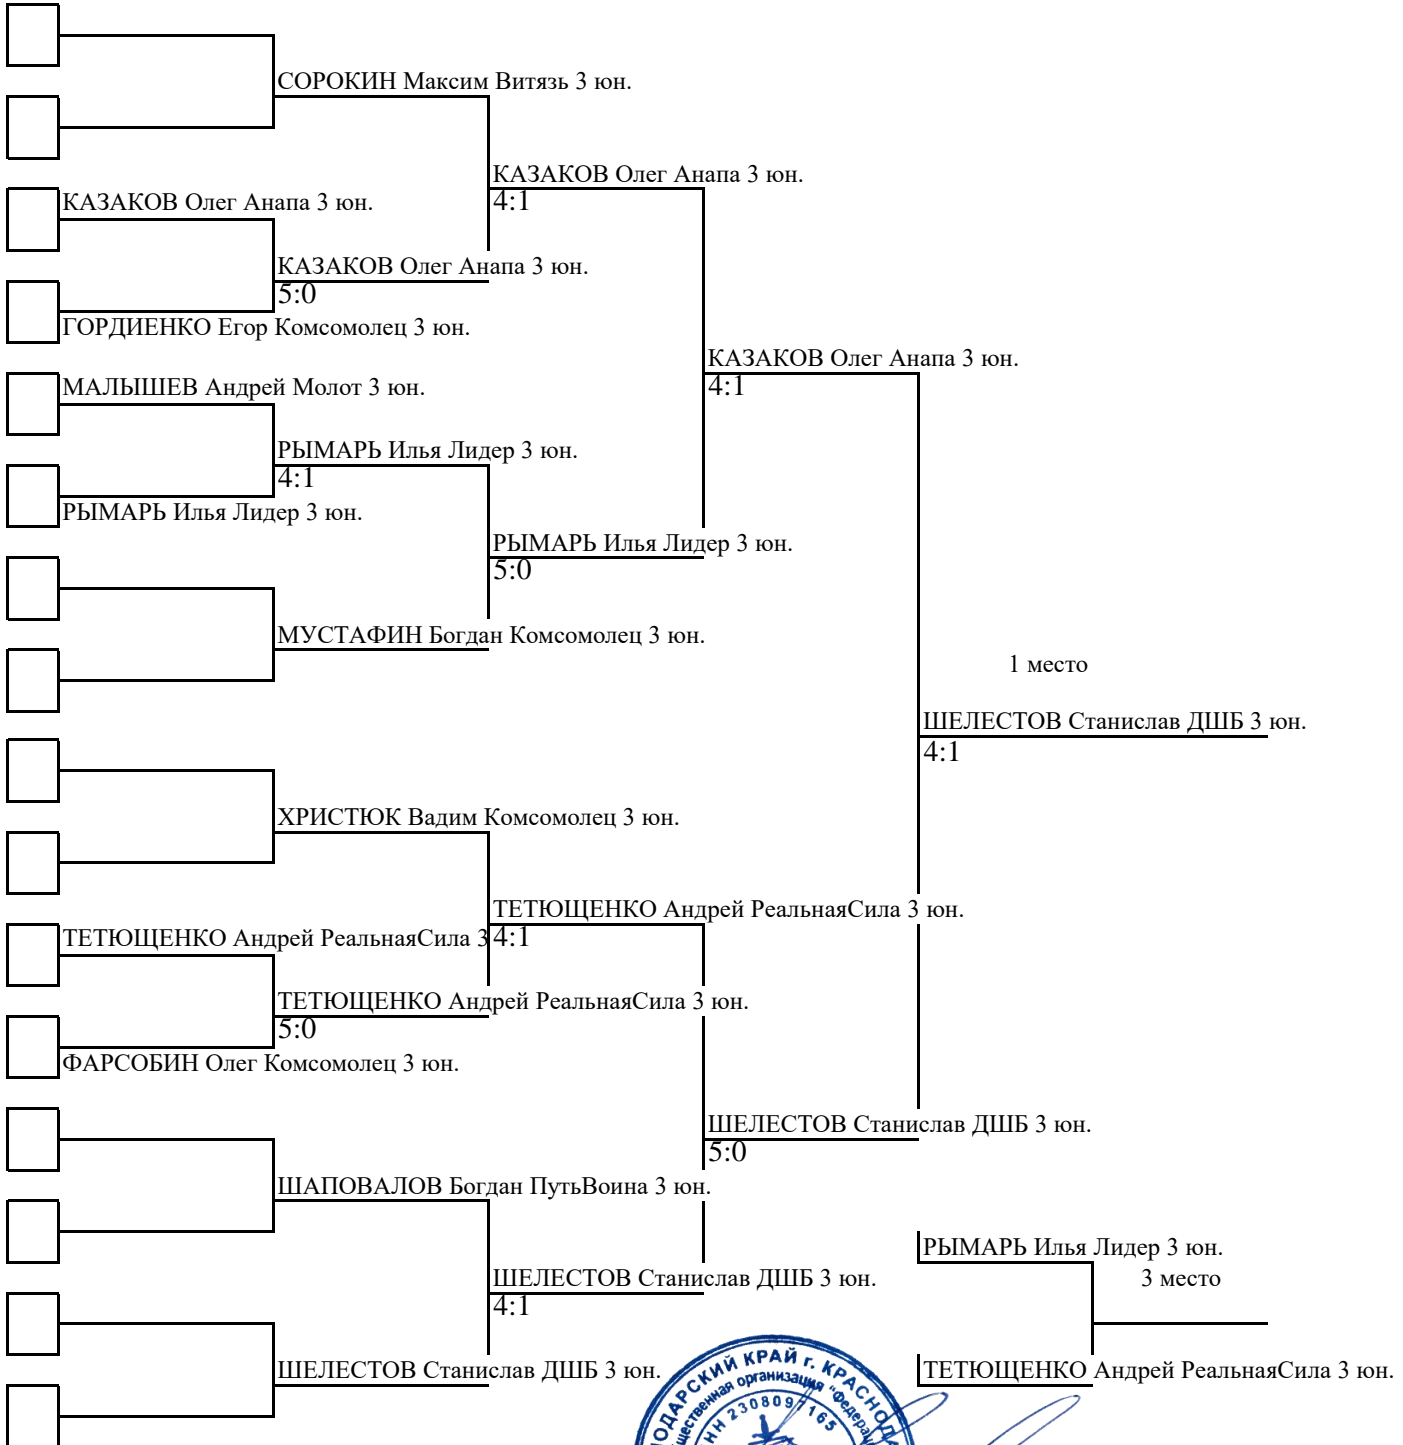 СОРОКИН Максим Витязь 3 юн.
КАЗАКОВ Олег Анапа 3 юн.
4:1
КАЗАКОВ Олег Анапа 3 юн.
КАЗАКОВ Олег Анапа 3 юн.
5:0
ГОРДИЕНКО Егор Комсомолец 3 юн.
КАЗАКОВ Олег Анапа 3 юн.
4:1
МАЛЫШЕВ Андрей Молот 3 юн.
РЫМАРЬ Илья Лидер 3 юн.
4:1
РЫМАРЬ Илья Лидер 3 юн.
РЫМАРЬ Илья Лидер 3 юн.
5:0
МУСТАФИН Богдан Комсомолец 3 юн.
1 место
ШЕЛЕСТОВ Станислав ДШБ 3 юн.
4:1
ХРИСТЮК Вадим Комсомолец 3 юн.
ТЕТЮЩЕНКО Андрей РеальнаяСила 3 юн.
4:1
ТЕТЮЩЕНКО Андрей РеальнаяСила 3
ТЕТЮЩЕНКО Андрей РеальнаяСила 3 юн.
5:0
ФАРСОБИН Олег Комсомолец 3 юн.
ШЕЛЕСТОВ Станислав ДШБ 3 юн.
5:0
ШАПОВАЛОВ Богдан ПутьВоина 3 юн.
РЫМАРЬ Илья Лидер 3 юн.
3 место
ШЕЛЕСТОВ Станислав ДШБ 3 юн.
4:1
ШЕЛЕСТОВ Станислав ДШБ 3 юн.
ТЕТЮЩЕНКО Андрей РеальнаяСила 3 юн.
КРАЙ г.
организация
2308097165